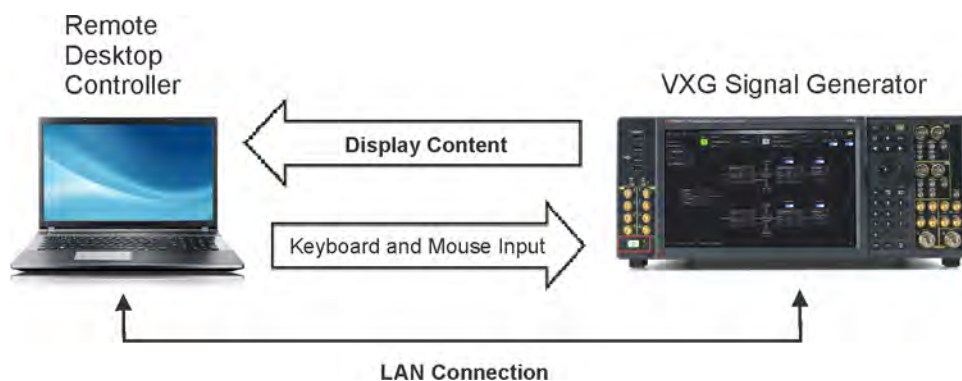 Remote
Desktop
Controller
VXG Signal Generator
Display Content
Keyboard and Mouse Input
LAN Connection